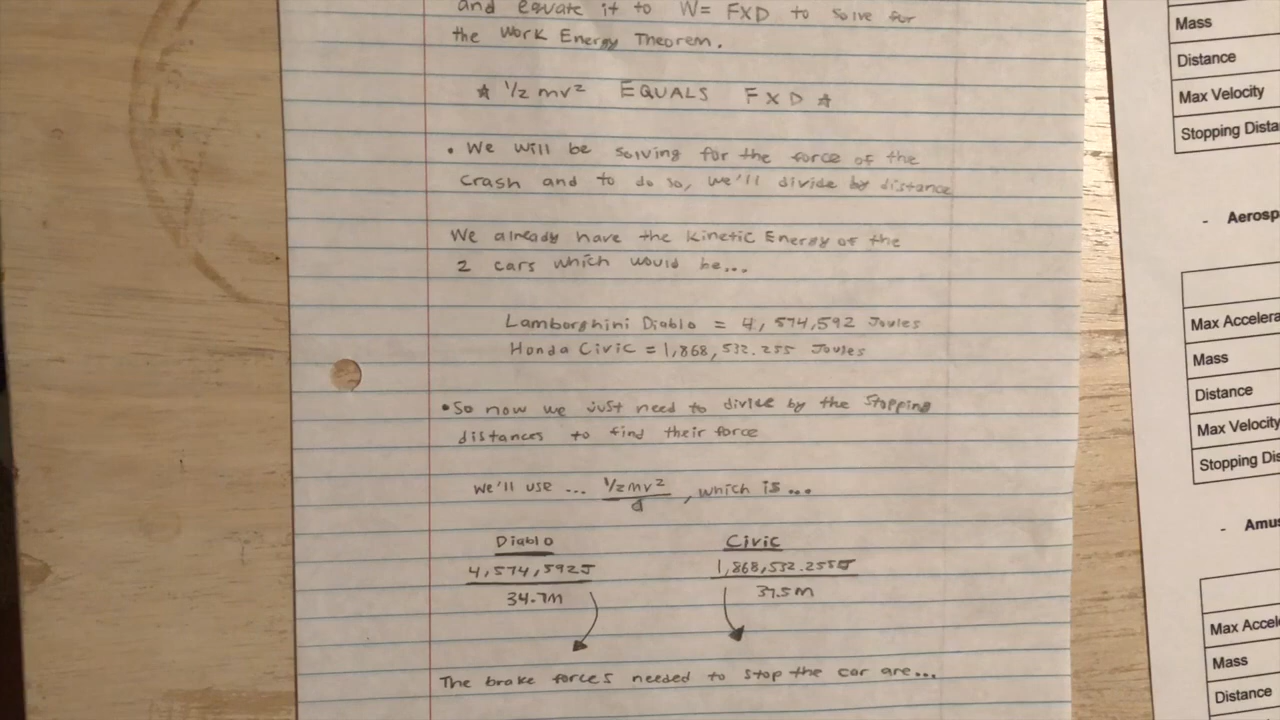 and equate it to W= FXD to solve for
the Work Energy Theorem.
☆ 1/2 mv² EQUALS FXD ☆
• We will be solving for the force of the
crash and to do so, we'll divide by distance
We already have the Kinetic Energy of the
2 cars which would be...
Lamborghini Diablo = 4,574,592 Joules
Honda Civic = 1,868,532.255 Joules
• So now we just need to divide by the stopping
distances to find their force
We'll use ... 1/2mv²/d, which is...
Diablo
4,574,592J
34.7M
Civic
1,868,532.255J
37.5M
The brake forces needed to stop the car are...
Mass
Distance
Max Velocity
Stopping Dista
- Aerosp
Max Accelera
Mass
Distance
Max Velocity
Stopping Dis
- Amus
Max Accele
Mass
Distance